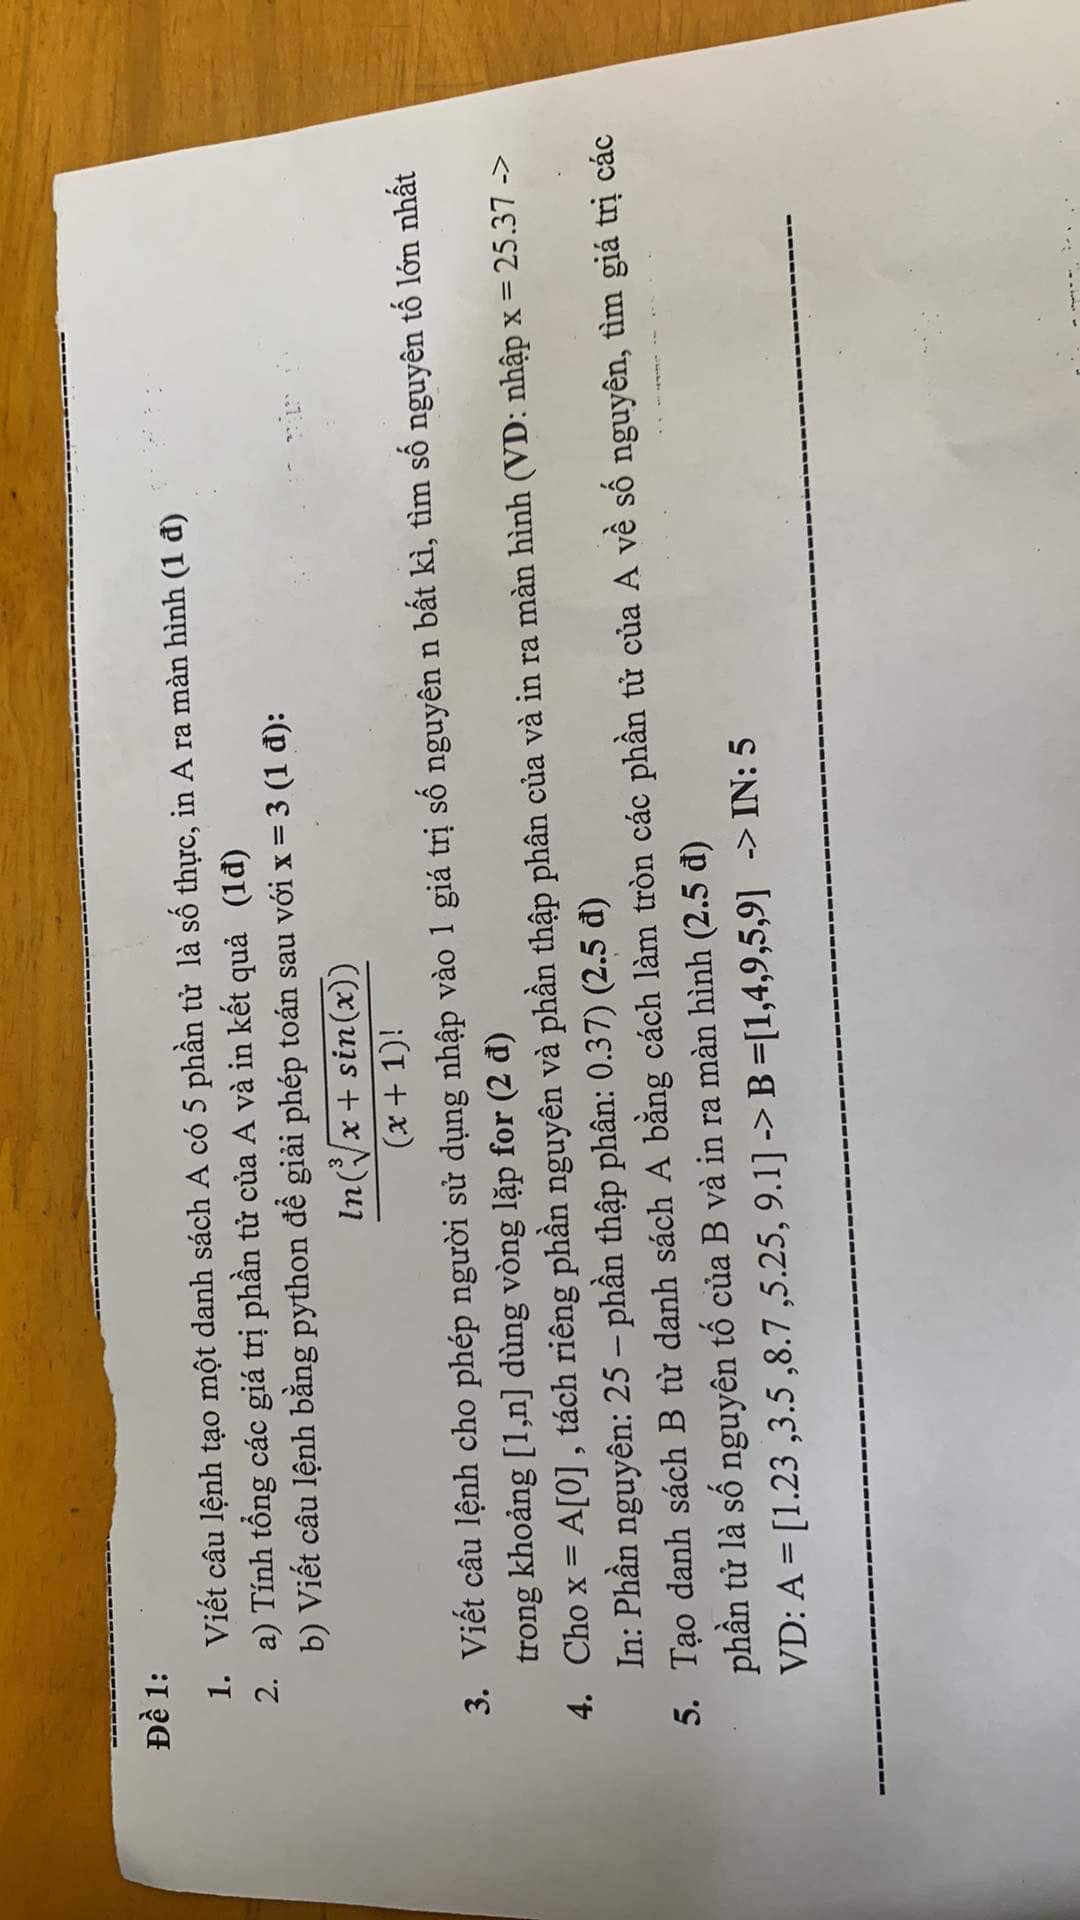 Đề 1:
1. Viết câu lệnh tạo một danh sách A có 5 phần tử là số thực, in A ra màn hình (1 đ)
2. a) Tính tổng các giá trị phần tử của A và in kết quả (1đ)
b) Viết câu lệnh bằng python để giải phép toán sau với x = 3 (1 đ):
ln(∛x + sin(x))
(x + 1)!
3. Viết câu lệnh cho phép người sử dụng nhập vào 1 giá trị số nguyên n bất kì, tìm số nguyên tố lớn nhất
trong khoảng [1,n] dùng vòng lặp for (2 đ)
4. Cho x = A[0] , tách riêng phần nguyên và phần thập phân của và in ra màn hình (VD: nhập x = 25.37 ->
In: Phần nguyên: 25 – phần thập phân: 0.37) (2.5 đ)
5. Tạo danh sách B từ danh sách A bằng cách làm tròn các phần tử của A về số nguyên, tìm giá trị các
phần tử là số nguyên tố của B và in ra màn hình (2.5 đ)
VD: A = [1.23 ,3.5 ,8.7 ,5.25, 9.1] -> B =[1,4,9,5,9] -> IN: 5